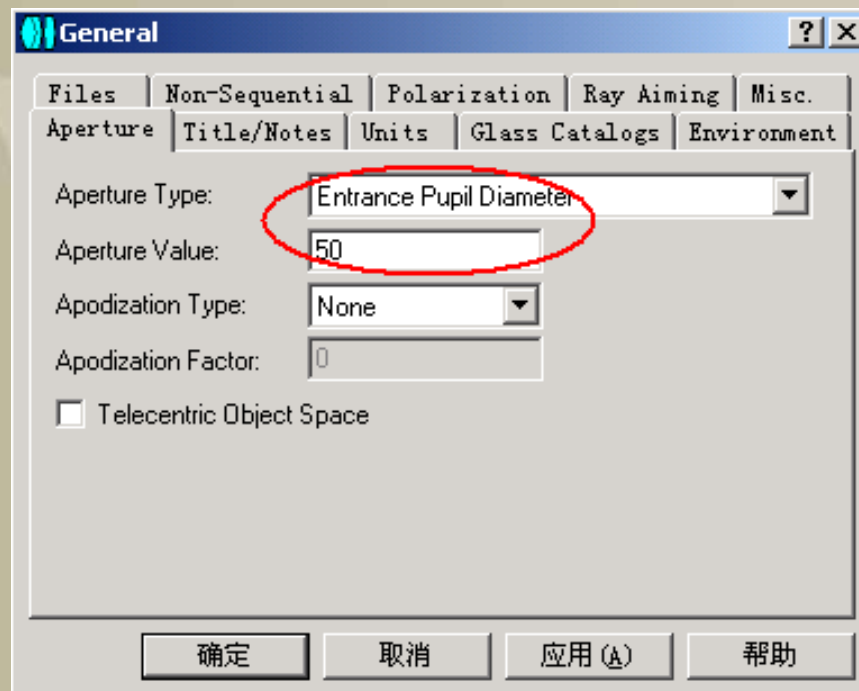 General
Files Non-Sequential Polarization Ray Aiming Misc.
Aperture Title/Notes Units Glass Catalogs Environment
Aperture Type: Entrance Pupil Diameter
Aperture Value: 50
Apodization Type: None
Apodization Factor: 0
Telecentric Object Space
确定 取消 应用(A) 帮助